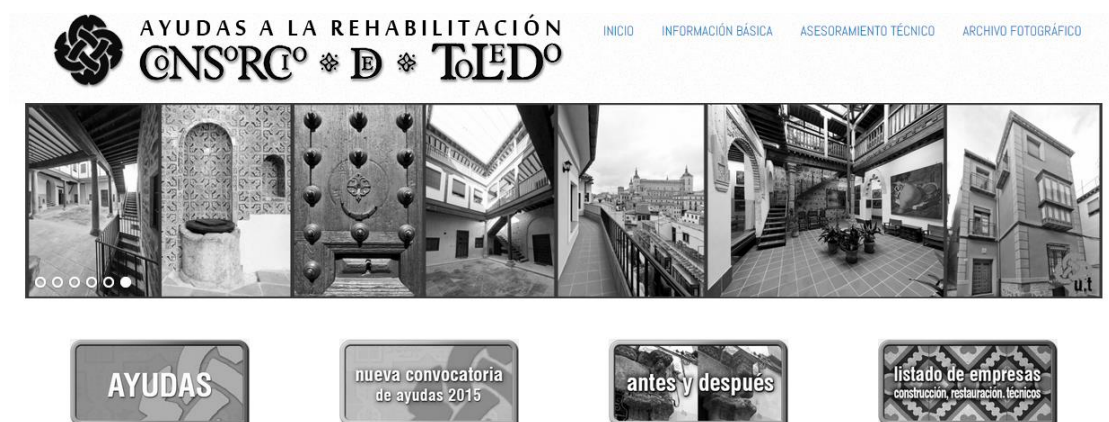 AYUDAS A LA REHABILITACIÓN
CONSORCIO DE TOLEDO
INICIO
INFORMACIÓN BÁSICA
ASESORAMIENTO TÉCNICO
ARCHIVO FOTOGRÁFICO
u.t
AYUDAS
nueva convocatoria
de ayudas 2015
antes y después
listado de empresas
construcción, restauración. técnicos